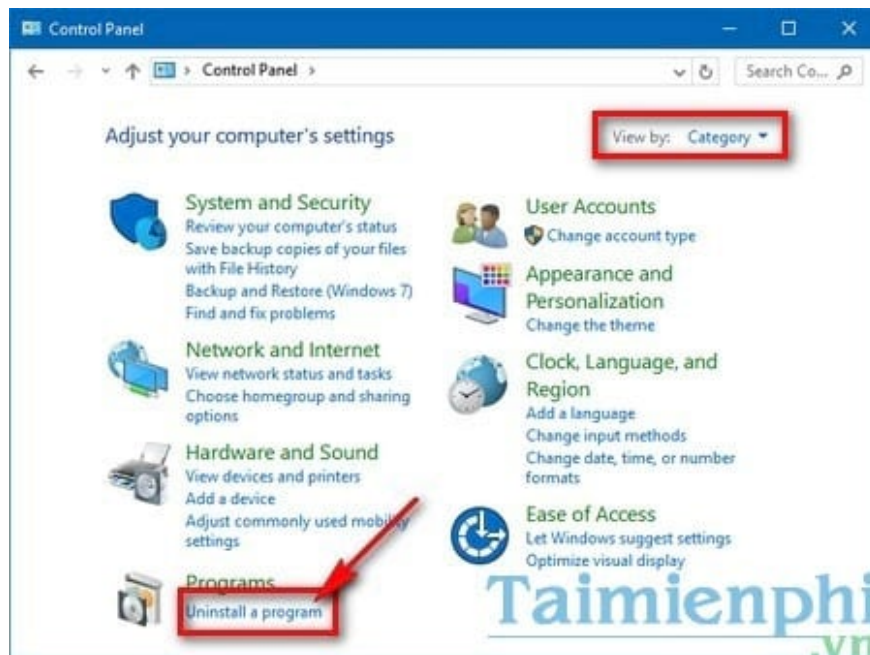 Control Panel
Control Panel
Search Co...
Adjust your computer's settings
View by: Category
System and Security
Review your computer's status
Save backup copies of your files
with File History
Backup and Restore (Windows 7)
Find and fix problems
Network and Internet
View network status and tasks
Choose homegroup and sharing
options
Hardware and Sound
View devices and printers
Add a device
Adjust commonly used mobility
settings
Programs
Uninstall a program
User Accounts
Change account type
Appearance and
Personalization
Change the theme
Clock, Language, and
Region
Add a language
Change input methods
Change date, time, or number
formats
Ease of Access
Let Windows suggest settings
Optimize visual display
Taimienphi
.vn